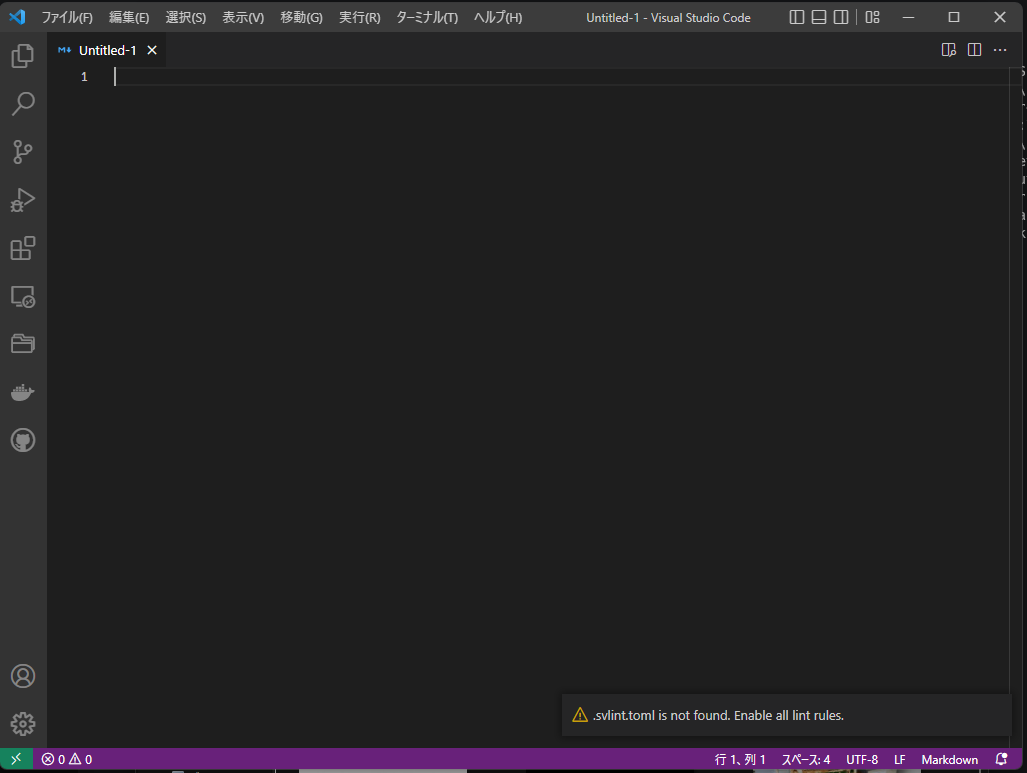 ファイル(F) 編集(E) 選択(S) 表示(V) 移動(G) 実行(R) ターミナル(T) ヘルプ(H) Untitled-1 - Visual Studio Code
Untitled-1
1
.svlint.toml is not found. Enable all lint rules.
0 0 行 1、列 1 スペース: 4 UTF-8 LF Markdown